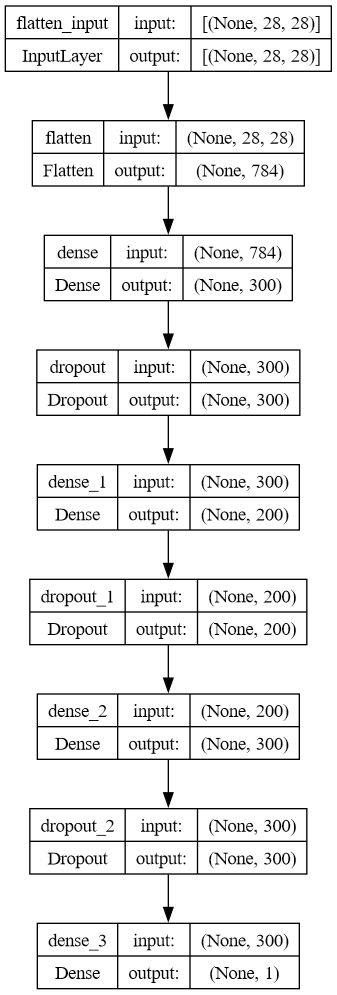 flatten_input input: [(None, 28, 28)]
InputLayer output: [(None, 28, 28)]
flatten input: (None, 28, 28)
Flatten output: (None, 784)
dense input: (None, 784)
Dense output: (None, 300)
dropout input: (None, 300)
Dropout output: (None, 300)
dense_1 input: (None, 300)
Dense output: (None, 200)
dropout_1 input: (None, 200)
Dropout output: (None, 200)
dense_2 input: (None, 200)
Dense output: (None, 300)
dropout_2 input: (None, 300)
Dropout output: (None, 300)
dense_3 input: (None, 300)
Dense output: (None, 1)